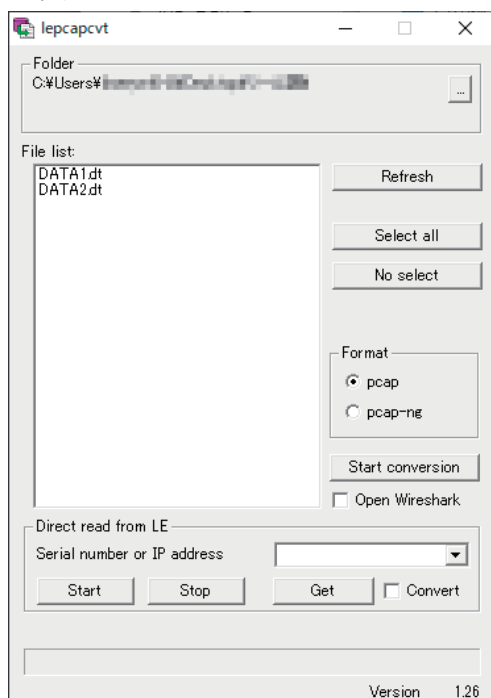 lepcapcvt
Folder
C:¥Users¥
...
File list:
DATA1.dt
DATA2.dt
Refresh
Select all
No select
Format
pcap
pcap-ng
Start conversion
Open Wireshark
Direct read from LE
Serial number or IP address
Start Stop Get Convert
Version 1.26